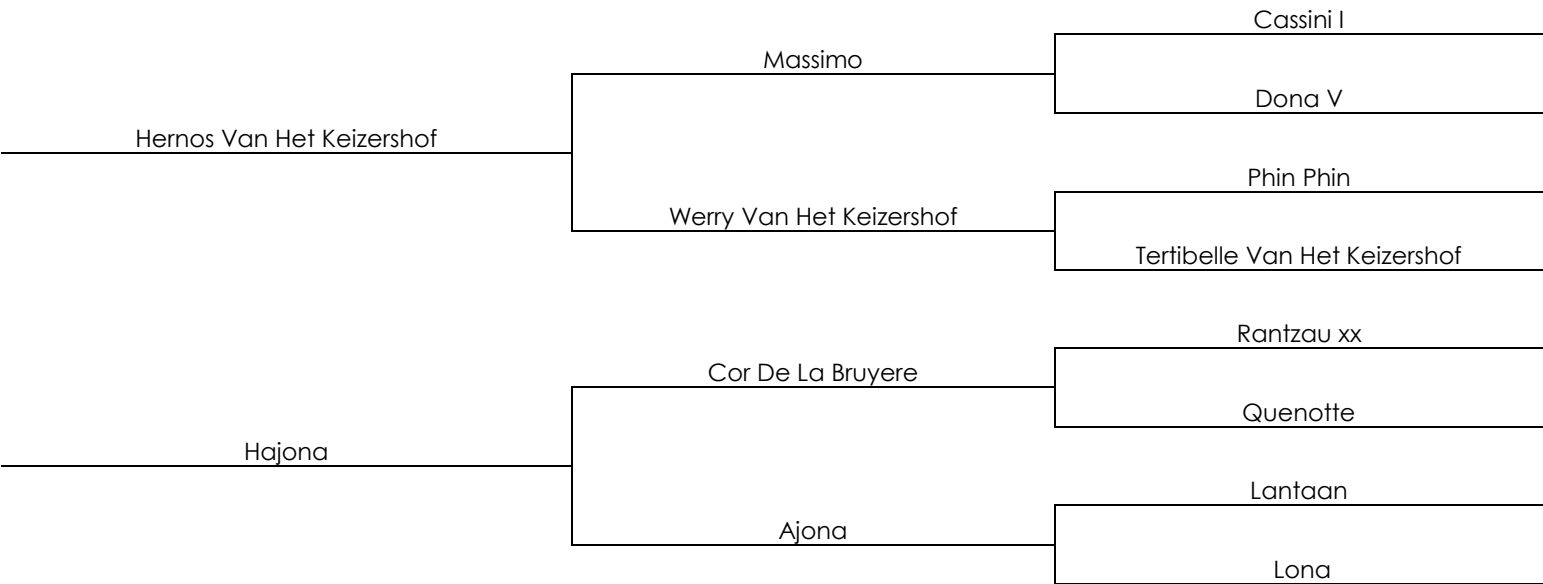 Cassini I
Massimo
Dona V
Hernos Van Het Keizershof
Phin Phin
Werry Van Het Keizershof
Tertibelle Van Het Keizershof
Rantzau xx
Cor De La Bruyere
Quenotte
Hajona
Lantaan
Ajona
Lona